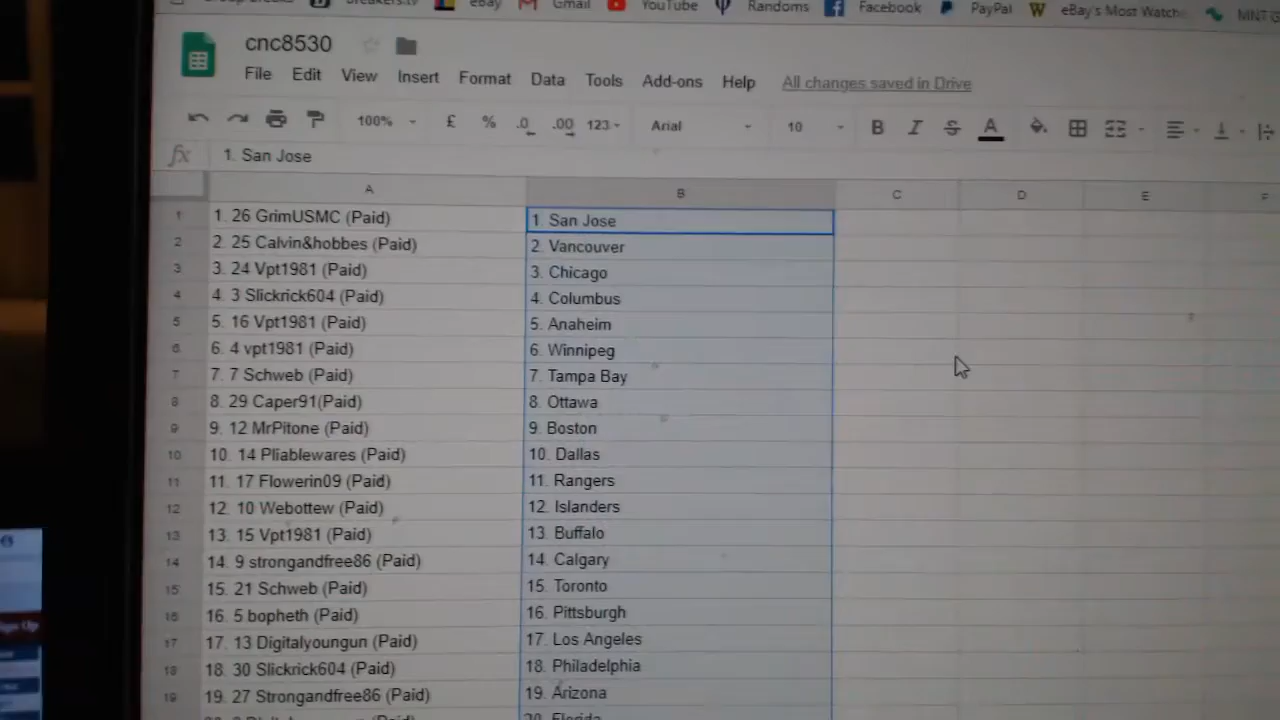 eBay Gmail YouTube Randoms Facebook PayPal eBay's Most Watche
cnc8530
File Edit View Insert Format Data Tools Add-ons Help All changes saved in Drive
100% £ % .0 .00 123 Arial 10 B I S A
fx 1. San Jose
A B C D E F
1 1. 26 GrimUSMC (Paid) 1 San Jose
2 2. 25 Calvin&hobbes (Paid) 2. Vancouver
3 3. 24 Vpt1981 (Paid) 3. Chicago
4 4. 3 Slickrick604 (Paid) 4. Columbus
5 5. 16 Vpt1981 (Paid) 5. Anaheim
6 6. 4 vpt1981 (Paid) 6. Winnipeg
7 7. 7 Schweb (Paid) 7. Tampa Bay
8 8. 29 Caper91(Paid) 8. Ottawa
9 9. 12 MrPitone (Paid) 9. Boston
10 10. 14 Pliablewares (Paid) 10. Dallas
11 11. 17 Flowerin09 (Paid) 11. Rangers
12 12. 10 Webottew (Paid) 12. Islanders
13 13. 15 Vpt1981 (Paid) 13. Buffalo
14 14. 9 strongandfree86 (Paid) 14. Calgary
15 15. 21 Schweb (Paid) 15. Toronto
16 16. 5 bopheth (Paid) 16. Pittsburgh
17 17. 13 Digitalyoungun (Paid) 17. Los Angeles
18 18. 30 Slickrick604 (Paid) 18. Philadelphia
19 19. 27 Strongandfree86 (Paid) 19. Arizona
20. Florida
Sign Up